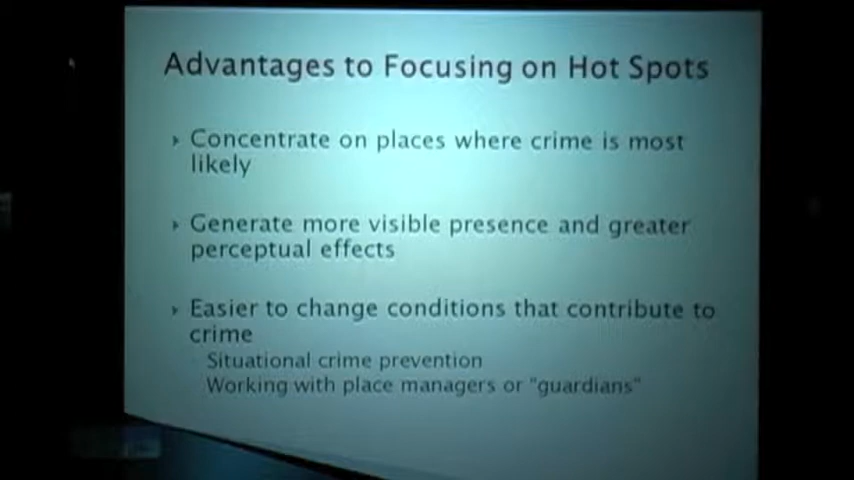 Advantages to Focusing on Hot Spots
Concentrate on places where crime is most
likely
Generate more visible presence and greater
perceptual effects
Easier to change conditions that contribute to
crime
Situational crime prevention
Working with place managers or "guardians"